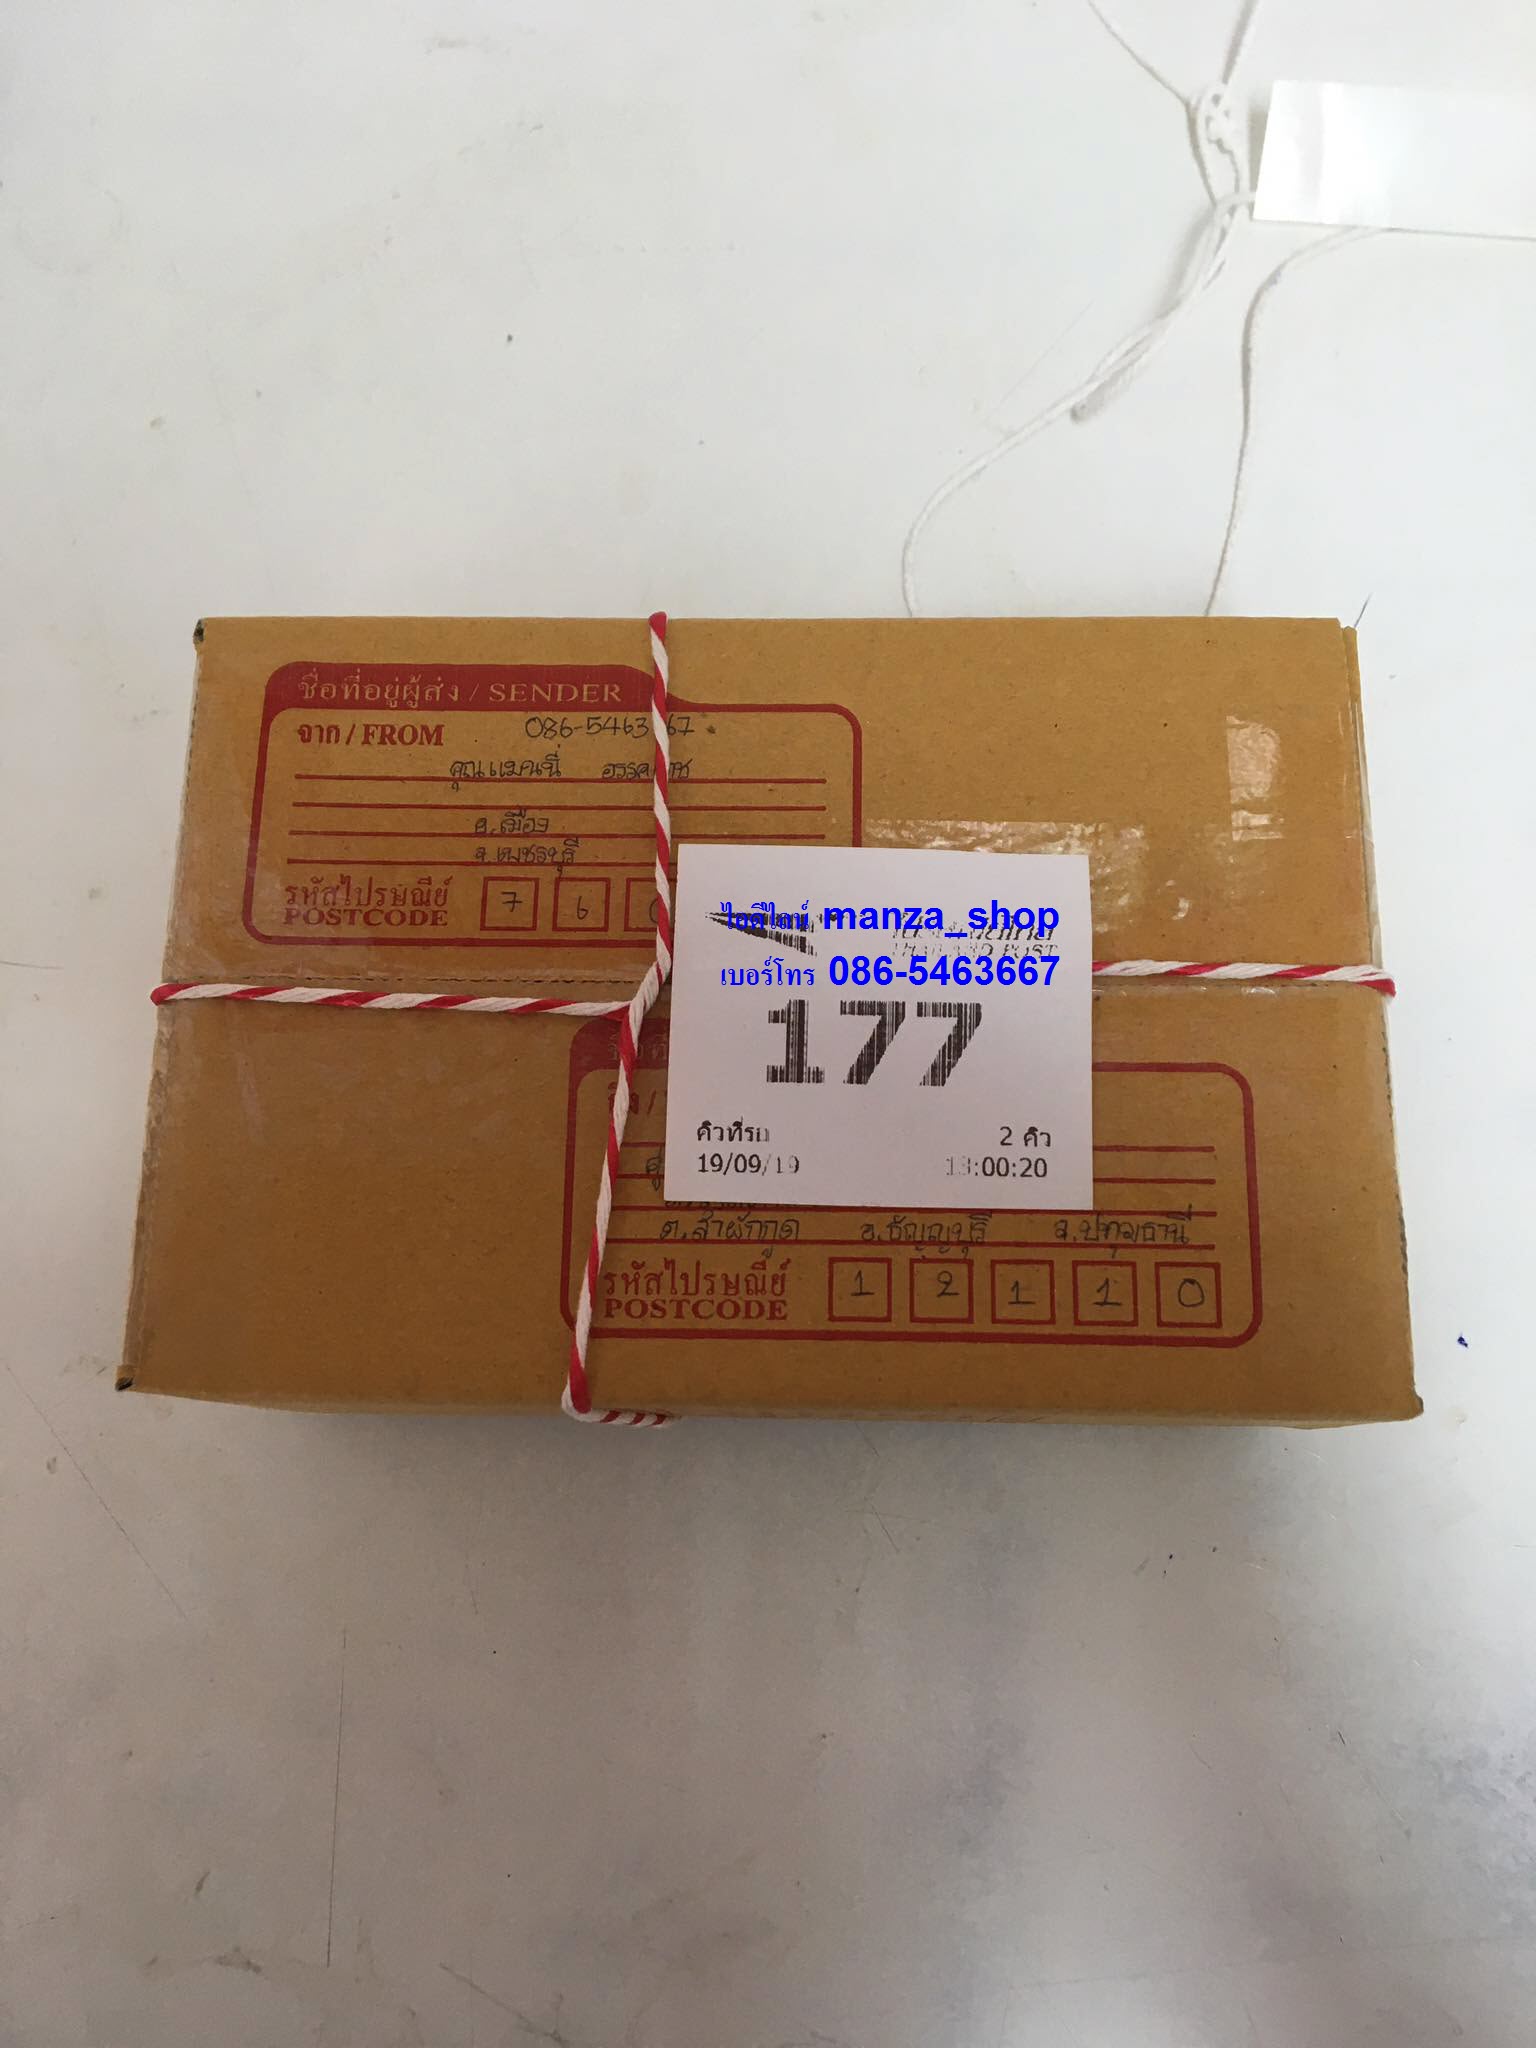 ชื่อที่อยู่ผู้ส่ง / SENDER
จาก / FROM 086-5463 67
คุณแมนนี่
อ.เมือง
จ.เพชรบุรี
รหัสไปรษณีย์ 7 6
POSTCODE
ไอดีไลน์ manza_shop
เบอร์โทร 086-5463667
177
คิวที่รอ 2 คิว
19/09/19 13:00:20
ต.ลำผักกูด อ.ธัญบุรี จ.ปทุมธานี
รหัสไปรษณีย์ 1 2 1 1 0
POSTCODE